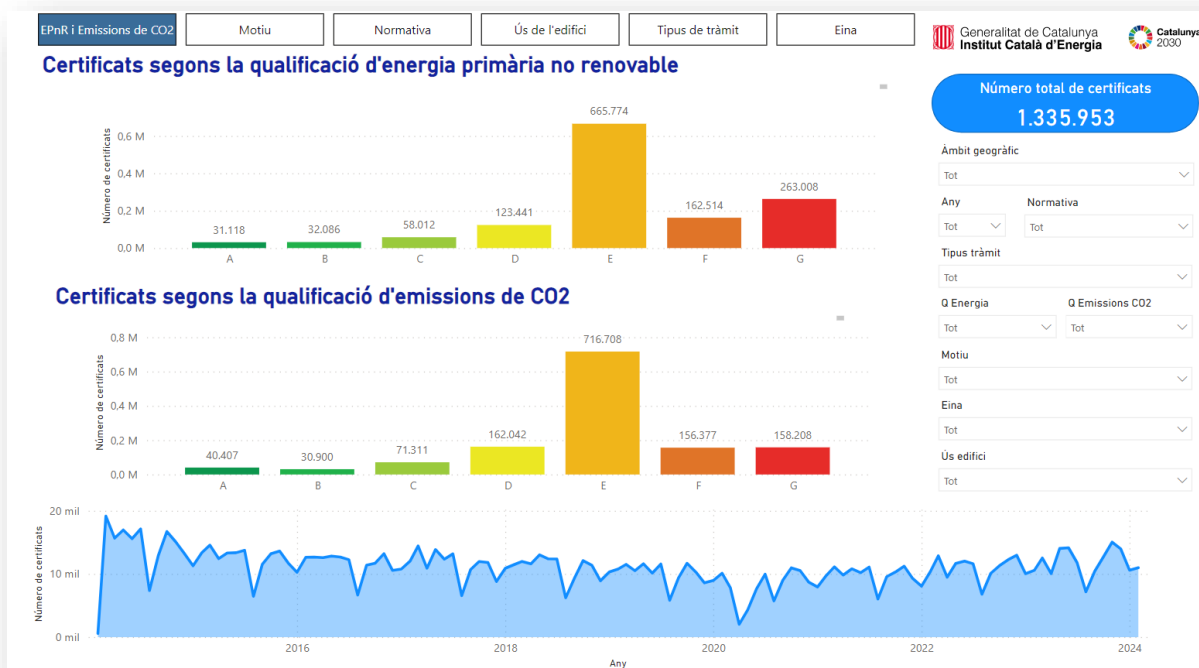 EPnR i Emissions de CO2
Motiu
Normativa
Ús de l'edifici
Tipus de tràmit
Eina
Generalitat de Catalunya
Institut Català d'Energia
Catalunya
2030
Certificats segons la qualificació d'energia primària no renovable
Número de certificats
0,6 M
0,4 M
0,2 M
0,0 M
31.118
32.086
58.012
123.441
665.774
162.514
263.008
A
B
C
D
E
F
G
Número total de certificats
1.335.953
Àmbit geogràfic
Tot
Any
Normativa
Tot
Tot
Tipus tràmit
Tot
Q Energia
Q Emissions CO2
Tot
Tot
Motiu
Tot
Eina
Tot
Ús edifici
Tot
Certificats segons la qualificació d'emissions de CO2
Número de certificats
0,8 M
0,6 M
0,4 M
0,2 M
0,0 M
40.407
30.900
71.311
162.042
716.708
156.377
158.208
A
B
C
D
E
F
G
Número de certificats
20 mil
10 mil
0 mil
2016
2018
2020
2022
2024
Any